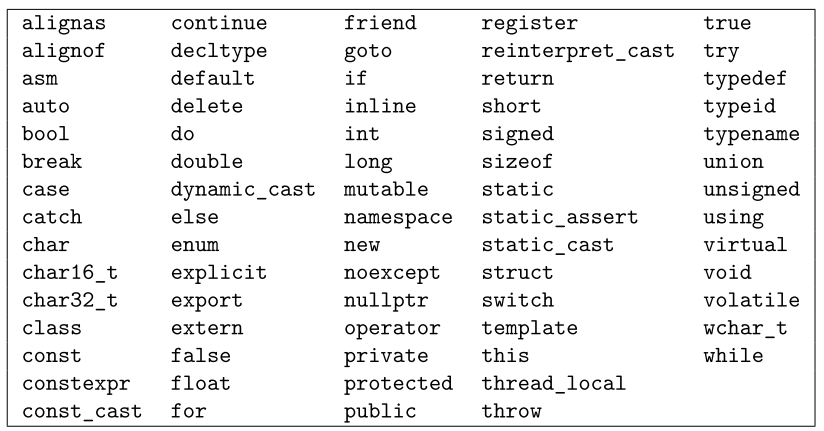 alignas continue friend register true
alignof decltype goto reinterpret_cast try
asm default if return typedef
auto delete inline short typeid
bool do int signed typename
break double long sizeof union
case dynamic_cast mutable static unsigned
catch else namespace static_assert using
char enum new static_cast virtual
char16_t explicit noexcept struct void
char32_t export nullptr switch volatile
class extern operator template wchar_t
const false private this while
constexpr float protected thread_local
const_cast for public throw